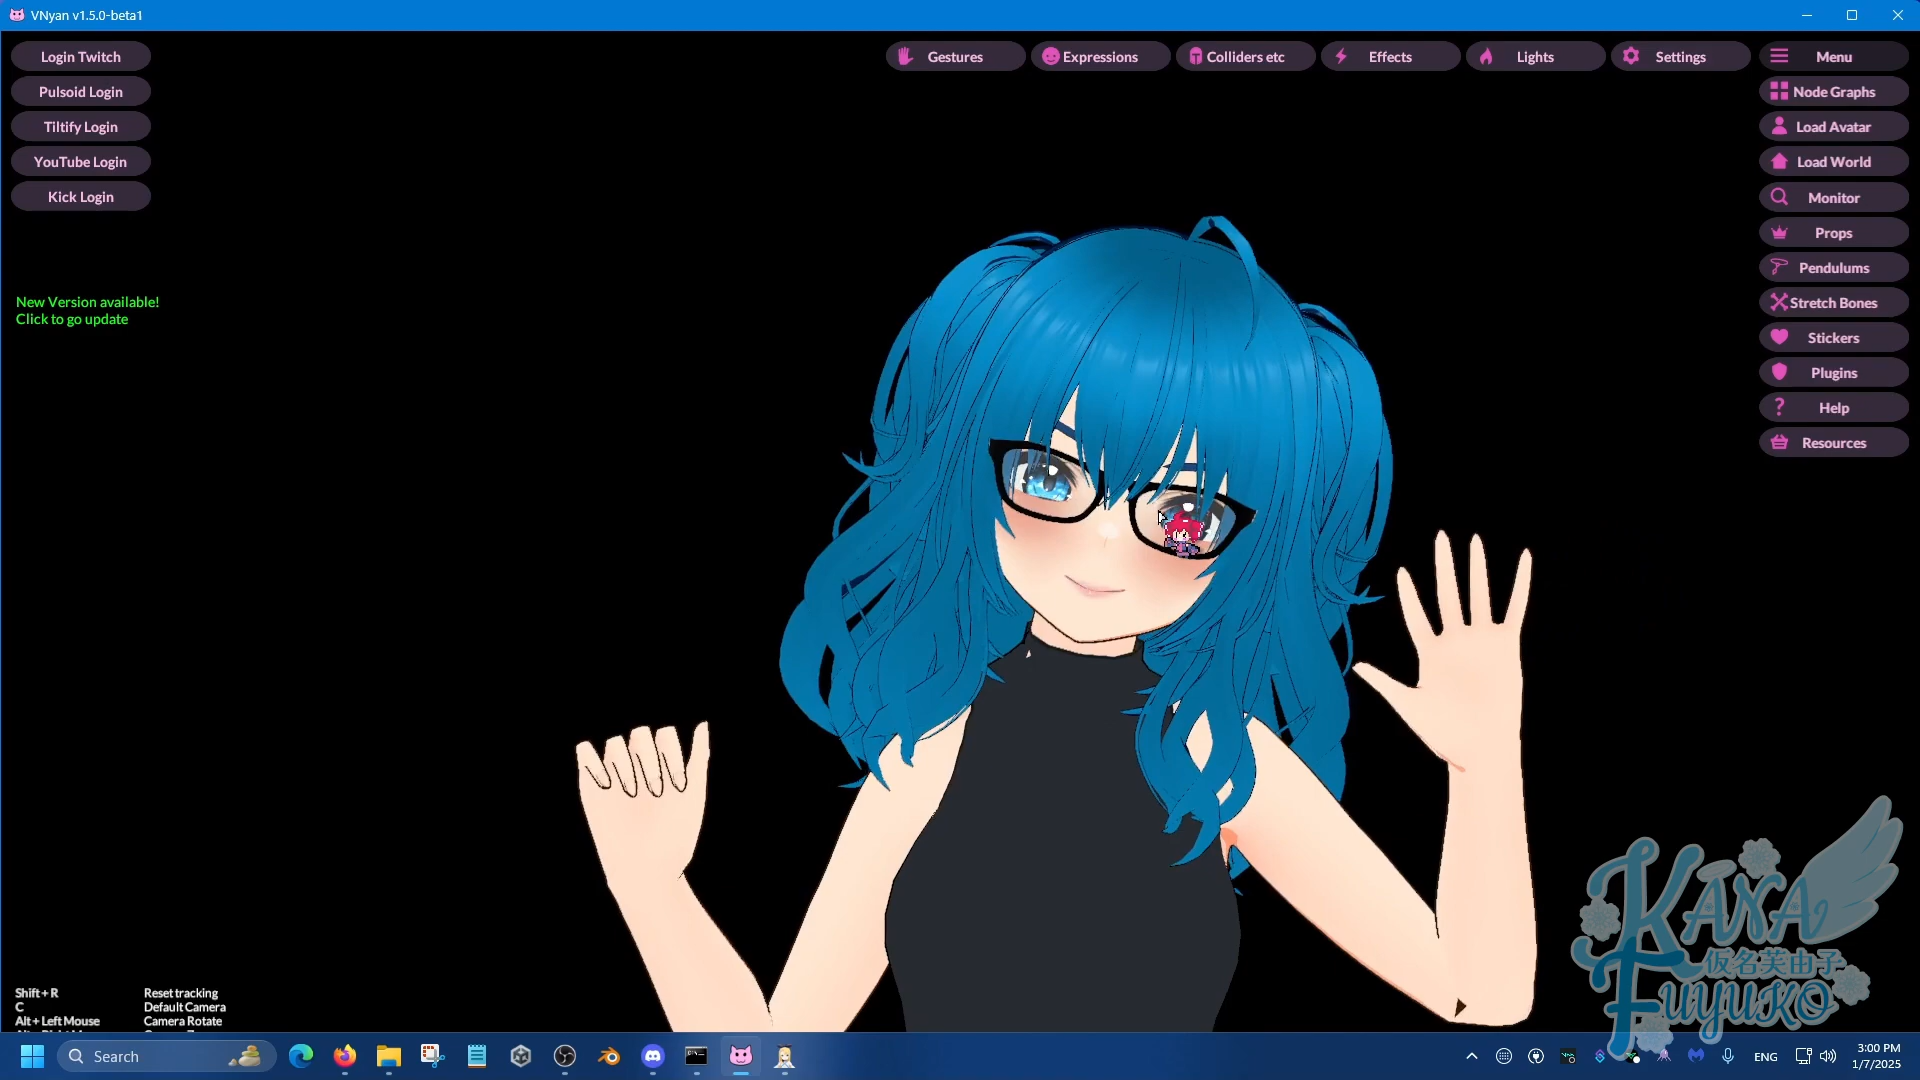 VNyan v1.5.0-beta1
Login Twitch
Pulsoid Login
Tiltify Login
YouTube Login
Kick Login
New Version available!
Click to go update
Gestures
Expressions
Colliders etc
Effects
Lights
Settings
Menu
Node Graphs
Load Avatar
Load World
Monitor
Props
Pendulums
Stretch Bones
Stickers
Plugins
Help
Resources
KANA
仮名芙由子
FUYUKO
Shift + R Reset tracking
C Default Camera
Alt + Left Mouse Camera Rotate
Search
ENG
3:00 PM
1/7/2025